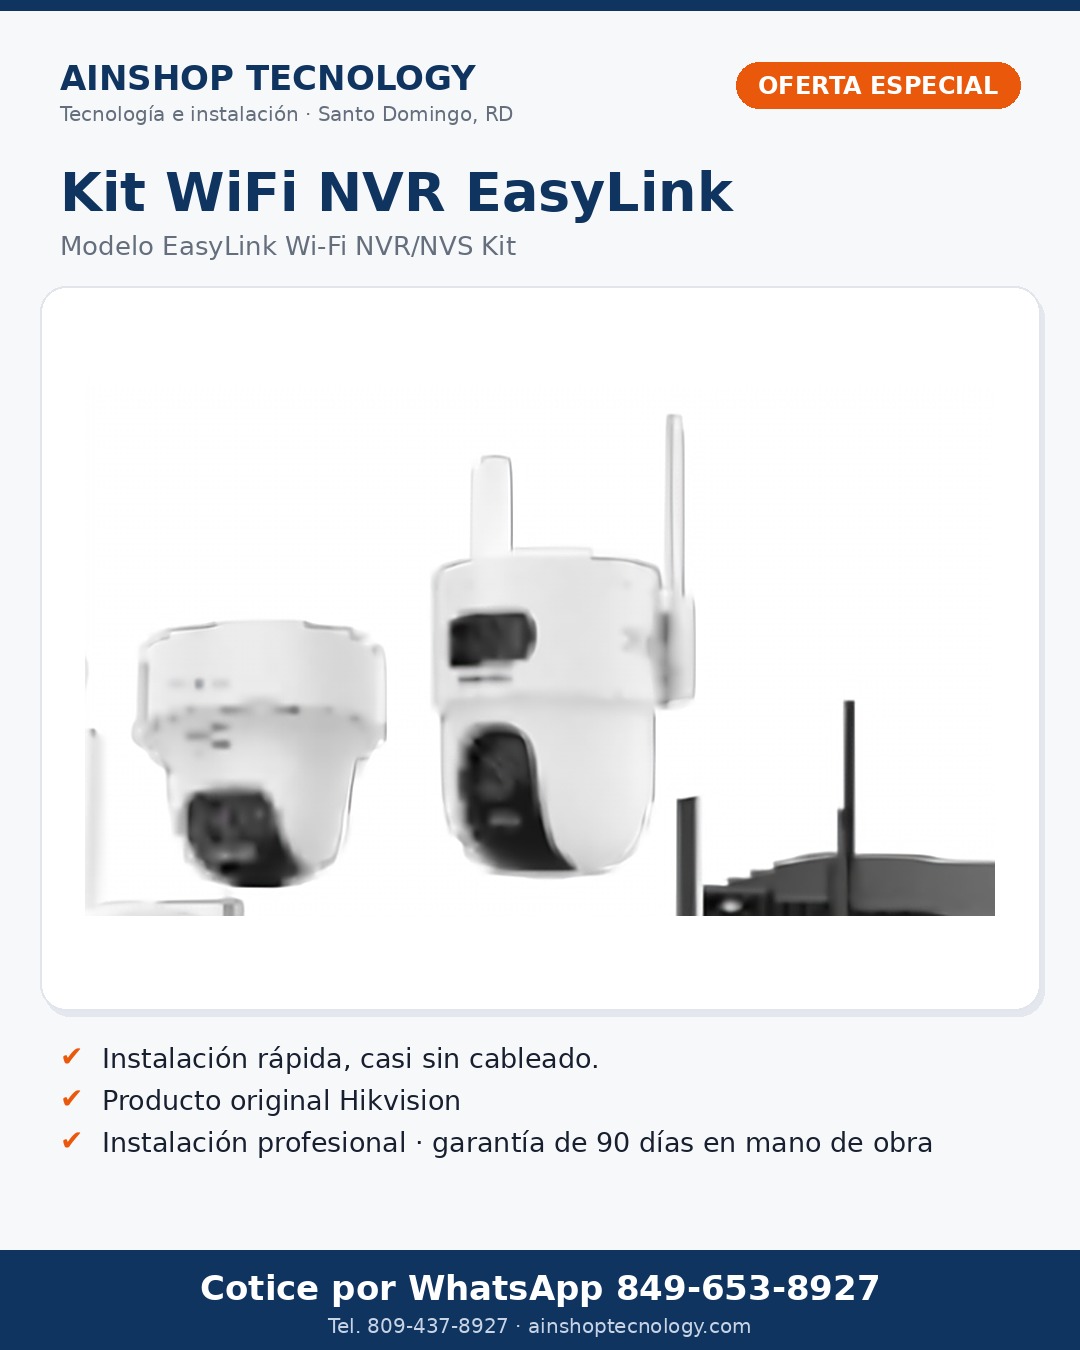 AINSHOP TECNOLOGY
OFERTA ESPECIAL
Tecnología e instalación · Santo Domingo, RD
Kit WiFi NVR EasyLink
Modelo EasyLink Wi-Fi NVR/NVS Kit
✔ Instalación rápida, casi sin cableado.
✔ Producto original Hikvision
✔ Instalación profesional · garantía de 90 días en mano de obra
Cotice por WhatsApp 849-653-8927
Tel. 809-437-8927 · ainshoptecnology.com